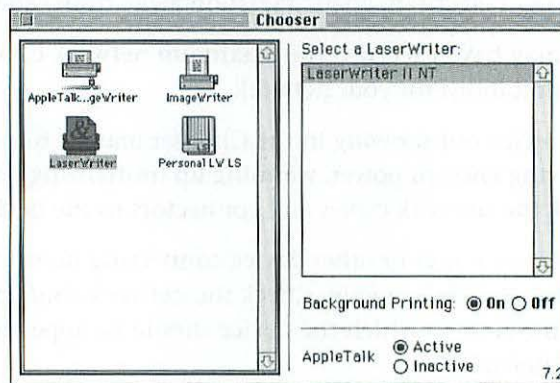 Chooser
AppleTalk...geWriter
ImageWriter
LaserWriter
Personal LW LS
Select a LaserWriter:
LaserWriter II NT
Background Printing: On Off
AppleTalk
Active
Inactive
7.2